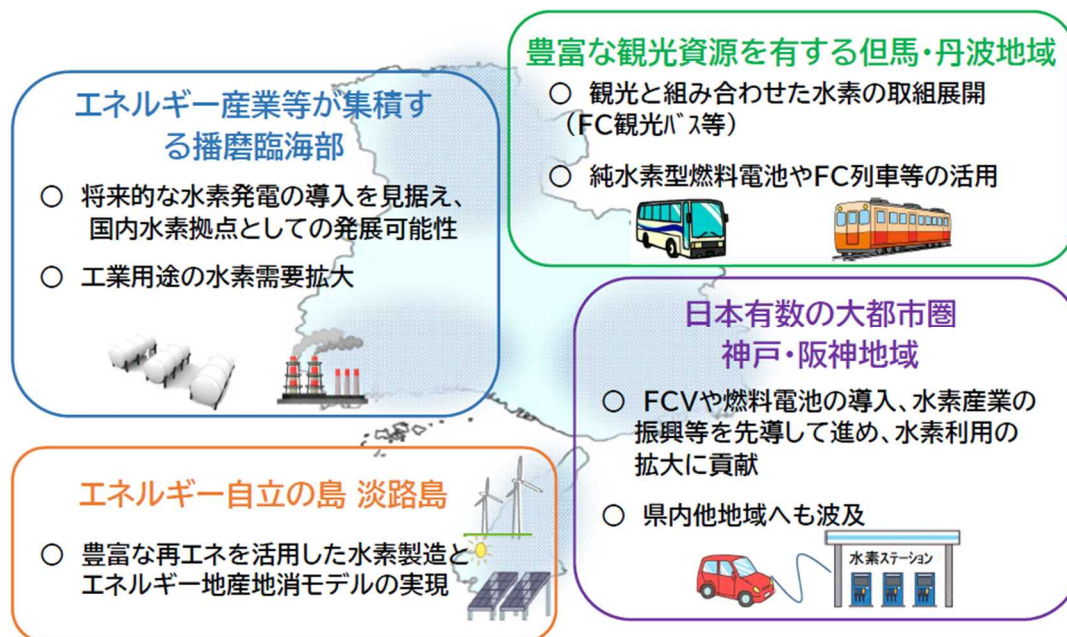 エネルギー産業等が集積す
る播磨臨海部
○ 将来的な水素発電の導入を見据え、
国内水素拠点としての発展可能性
○ 工業用途の水素需要拡大
豊富な観光資源を有する但馬・丹波地域
○ 観光と組み合わせた水素の取組展開
（FC観光ﾊﾞｽ等）
○ 純水素型燃料電池やFC列車等の活用
日本有数の大都市圏
神戸・阪神地域
○ FCVや燃料電池の導入、水素産業の
振興等を先導して進め、水素利用の
拡大に貢献
○ 県内他地域へも波及
水素ステーション
エネルギー自立の島 淡路島
○ 豊富な再エネを活用した水素製造と
エネルギー地産地消モデルの実現